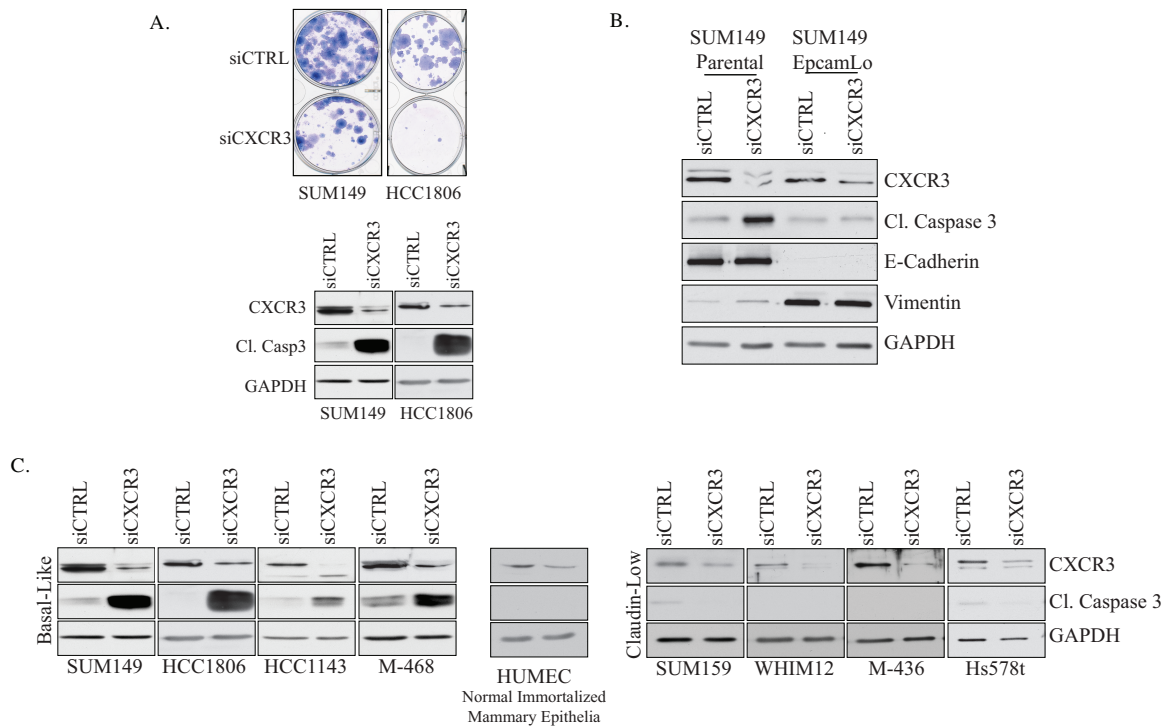 A.
siCTRL
siCXCR3
SUM149 HCC1806
siCTRL siCXCR3 siCTRL siCXCR3
CXCR3
Cl. Casp3
GAPDH
SUM149 HCC1806
B.
SUM149 SUM149
Parental EpcamLo
siCTRL siCXCR3 siCTRL siCXCR3
CXCR3
Cl. Caspase 3
E-Cadherin
Vimentin
GAPDH
C.
siCTRL siCXCR3 siCTRL siCXCR3 siCTRL siCXCR3 siCTRL siCXCR3
Basal-Like
SUM149 HCC1806 HCC1143 M-468
HUMEC
Normal Immortalized
Mammary Epithelia
siCTRL siCXCR3 siCTRL siCXCR3 siCTRL siCXCR3 siCTRL siCXCR3
Claudin-Low
CXCR3
Cl. Caspase 3
GAPDH
SUM159 WHIM12 M-436 Hs578t